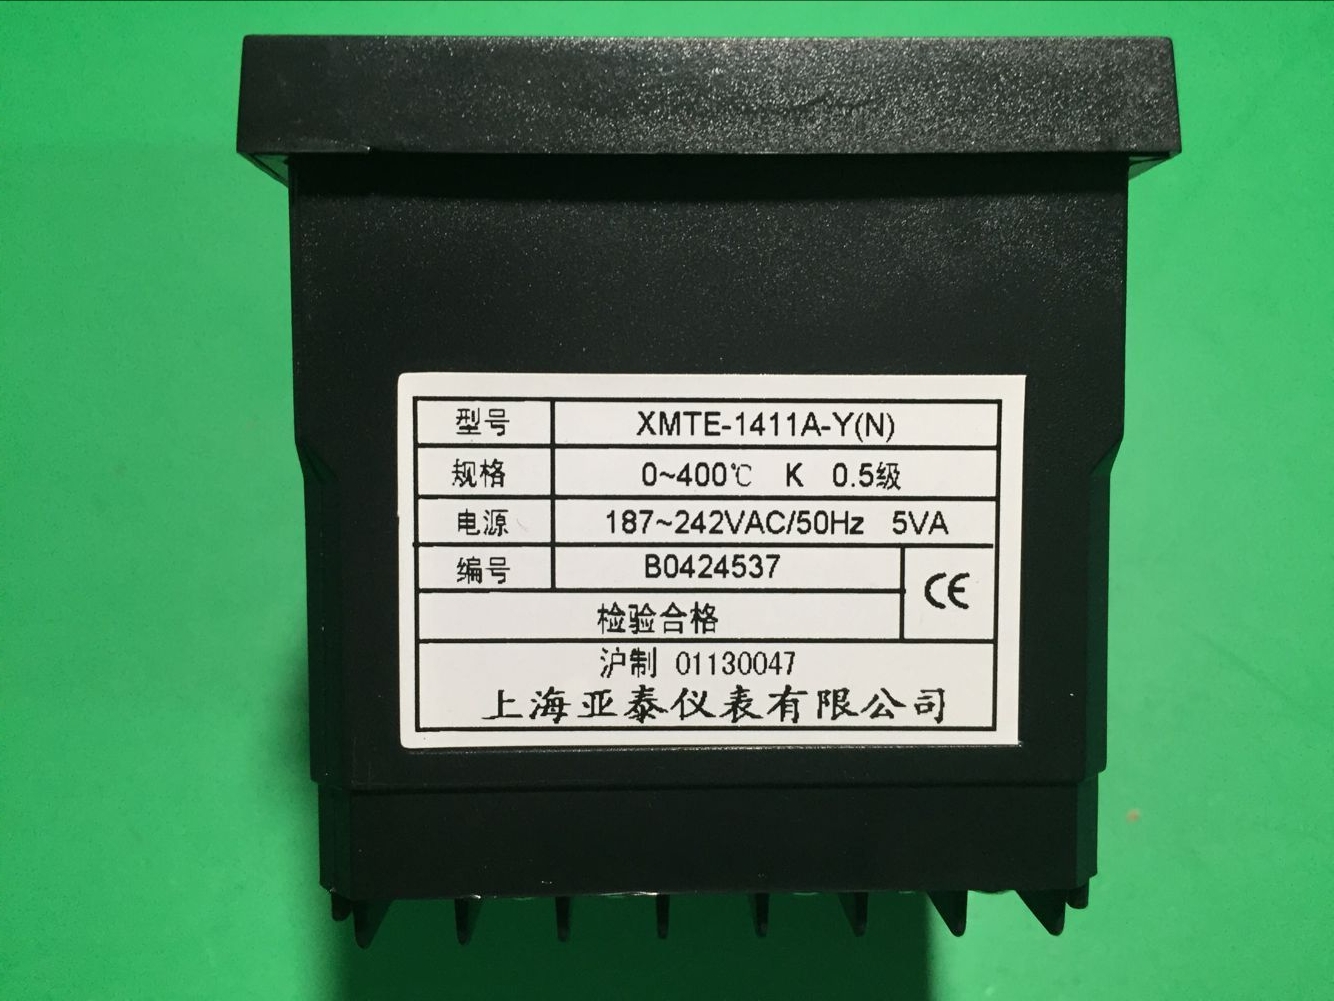 型号 XMTE-1411A-Y(N)
规格 0~400℃ K 0.5级
电源 187~242VAC/50Hz 5VA
编号 B0424537
CE
检验合格
沪制 01130047
上海亚泰仪表有限公司